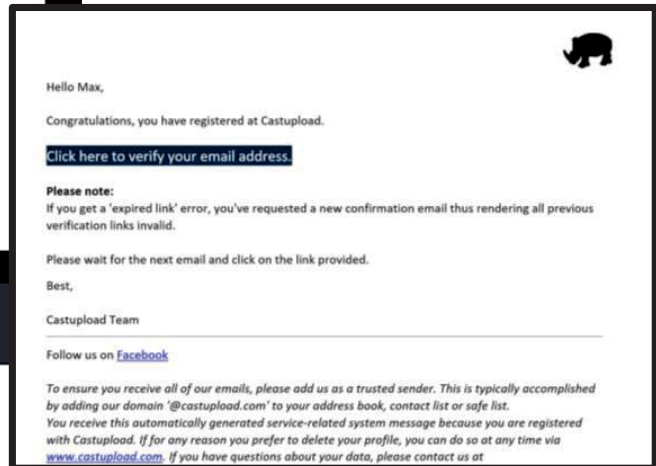 Hello Max,
Congratulations, you have registered at Castupload.
Click here to verify your email address.
Please note:
If you get a 'expired link' error, you've requested a new confirmation email thus rendering all previous
verification links invalid.
Please wait for the next email and click on the link provided.
Best,
Castupload Team
Follow us on Facebook
To ensure you receive all of our emails, please add us as a trusted sender. This is typically accomplished
by adding our domain '@castupload.com' to your address book, contact list or safe list.
You receive this automatically generated service-related system message because you are registered
with Castupload. If for any reason you prefer to delete your profile, you can do so at any time via
www.castupload.com. If you have questions about your data, please contact us at